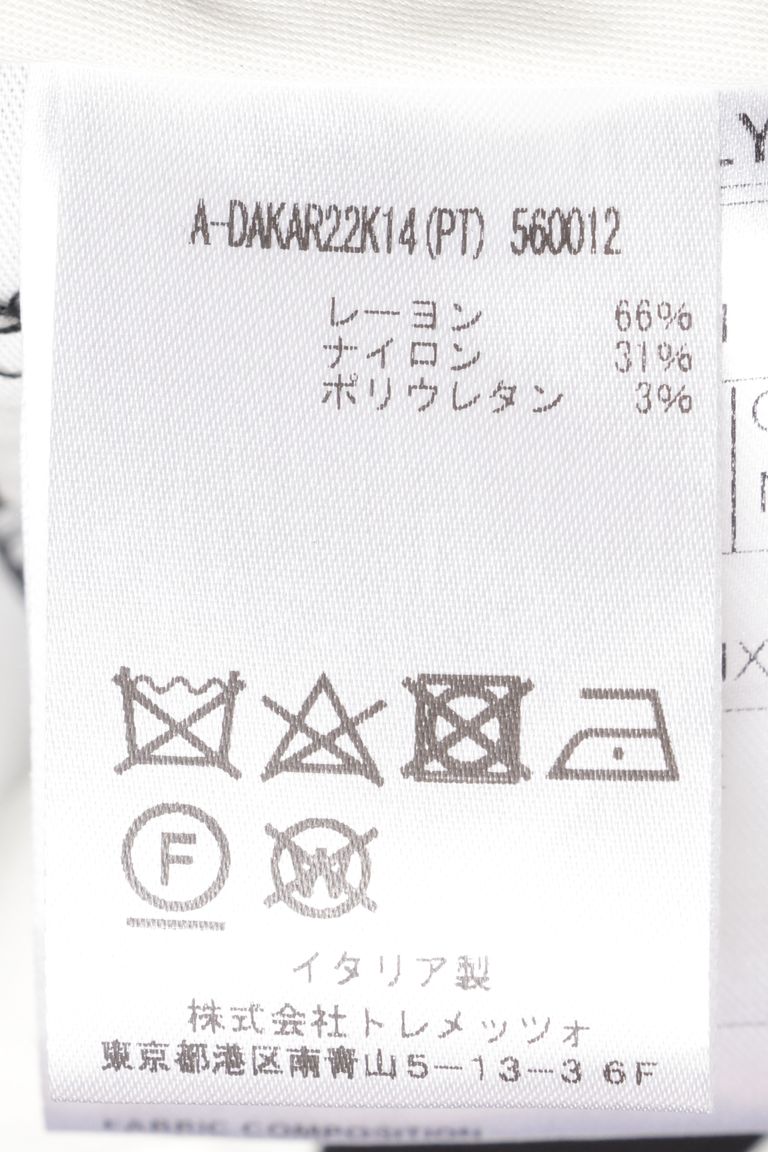 A-DAKAR22K14(PT) 560012
レーヨン 66%
ナイロン 31%
ポリウレタン 3%
F
W
イタリア製
株式会社トレメッツォ
東京都港区南青山5-13-3 6F
FABRIC COMPOSITION